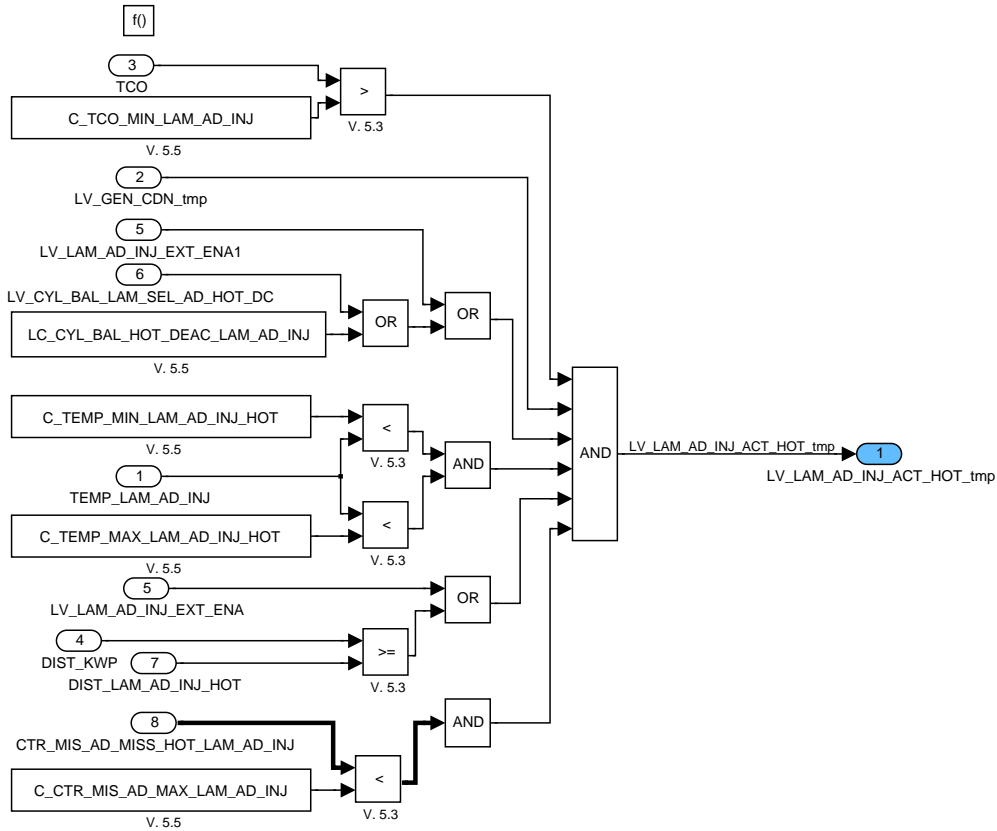 f()
3
TCO
>
V. 5.3
C_TCO_MIN_LAM_AD_INJ
V. 5.5
2
LV_GEN_CDN_tmp
5
LV_LAM_AD_INJ_EXT_ENA1
6
LV_CYL_BAL_LAM_SEL_AD_HOT_DC
OR
OR
LC_CYL_BAL_HOT_DEAC_LAM_AD_INJ
V. 5.5
C_TEMP_MIN_LAM_AD_INJ_HOT
V. 5.5
<
V. 5.3
AND
1
TEMP_LAM_AD_INJ
C_TEMP_MAX_LAM_AD_INJ_HOT
V. 5.5
<
V. 5.3
AND
LV_LAM_AD_INJ_ACT_HOT_tmp
1
LV_LAM_AD_INJ_ACT_HOT_tmp
5
LV_LAM_AD_INJ_EXT_ENA
OR
4
DIST_KWP
7
DIST_LAM_AD_INJ_HOT
>=
V. 5.3
8
CTR_MIS_AD_MISS_HOT_LAM_AD_INJ
AND
C_CTR_MIS_AD_MAX_LAM_AD_INJ
V. 5.5
<
V. 5.3